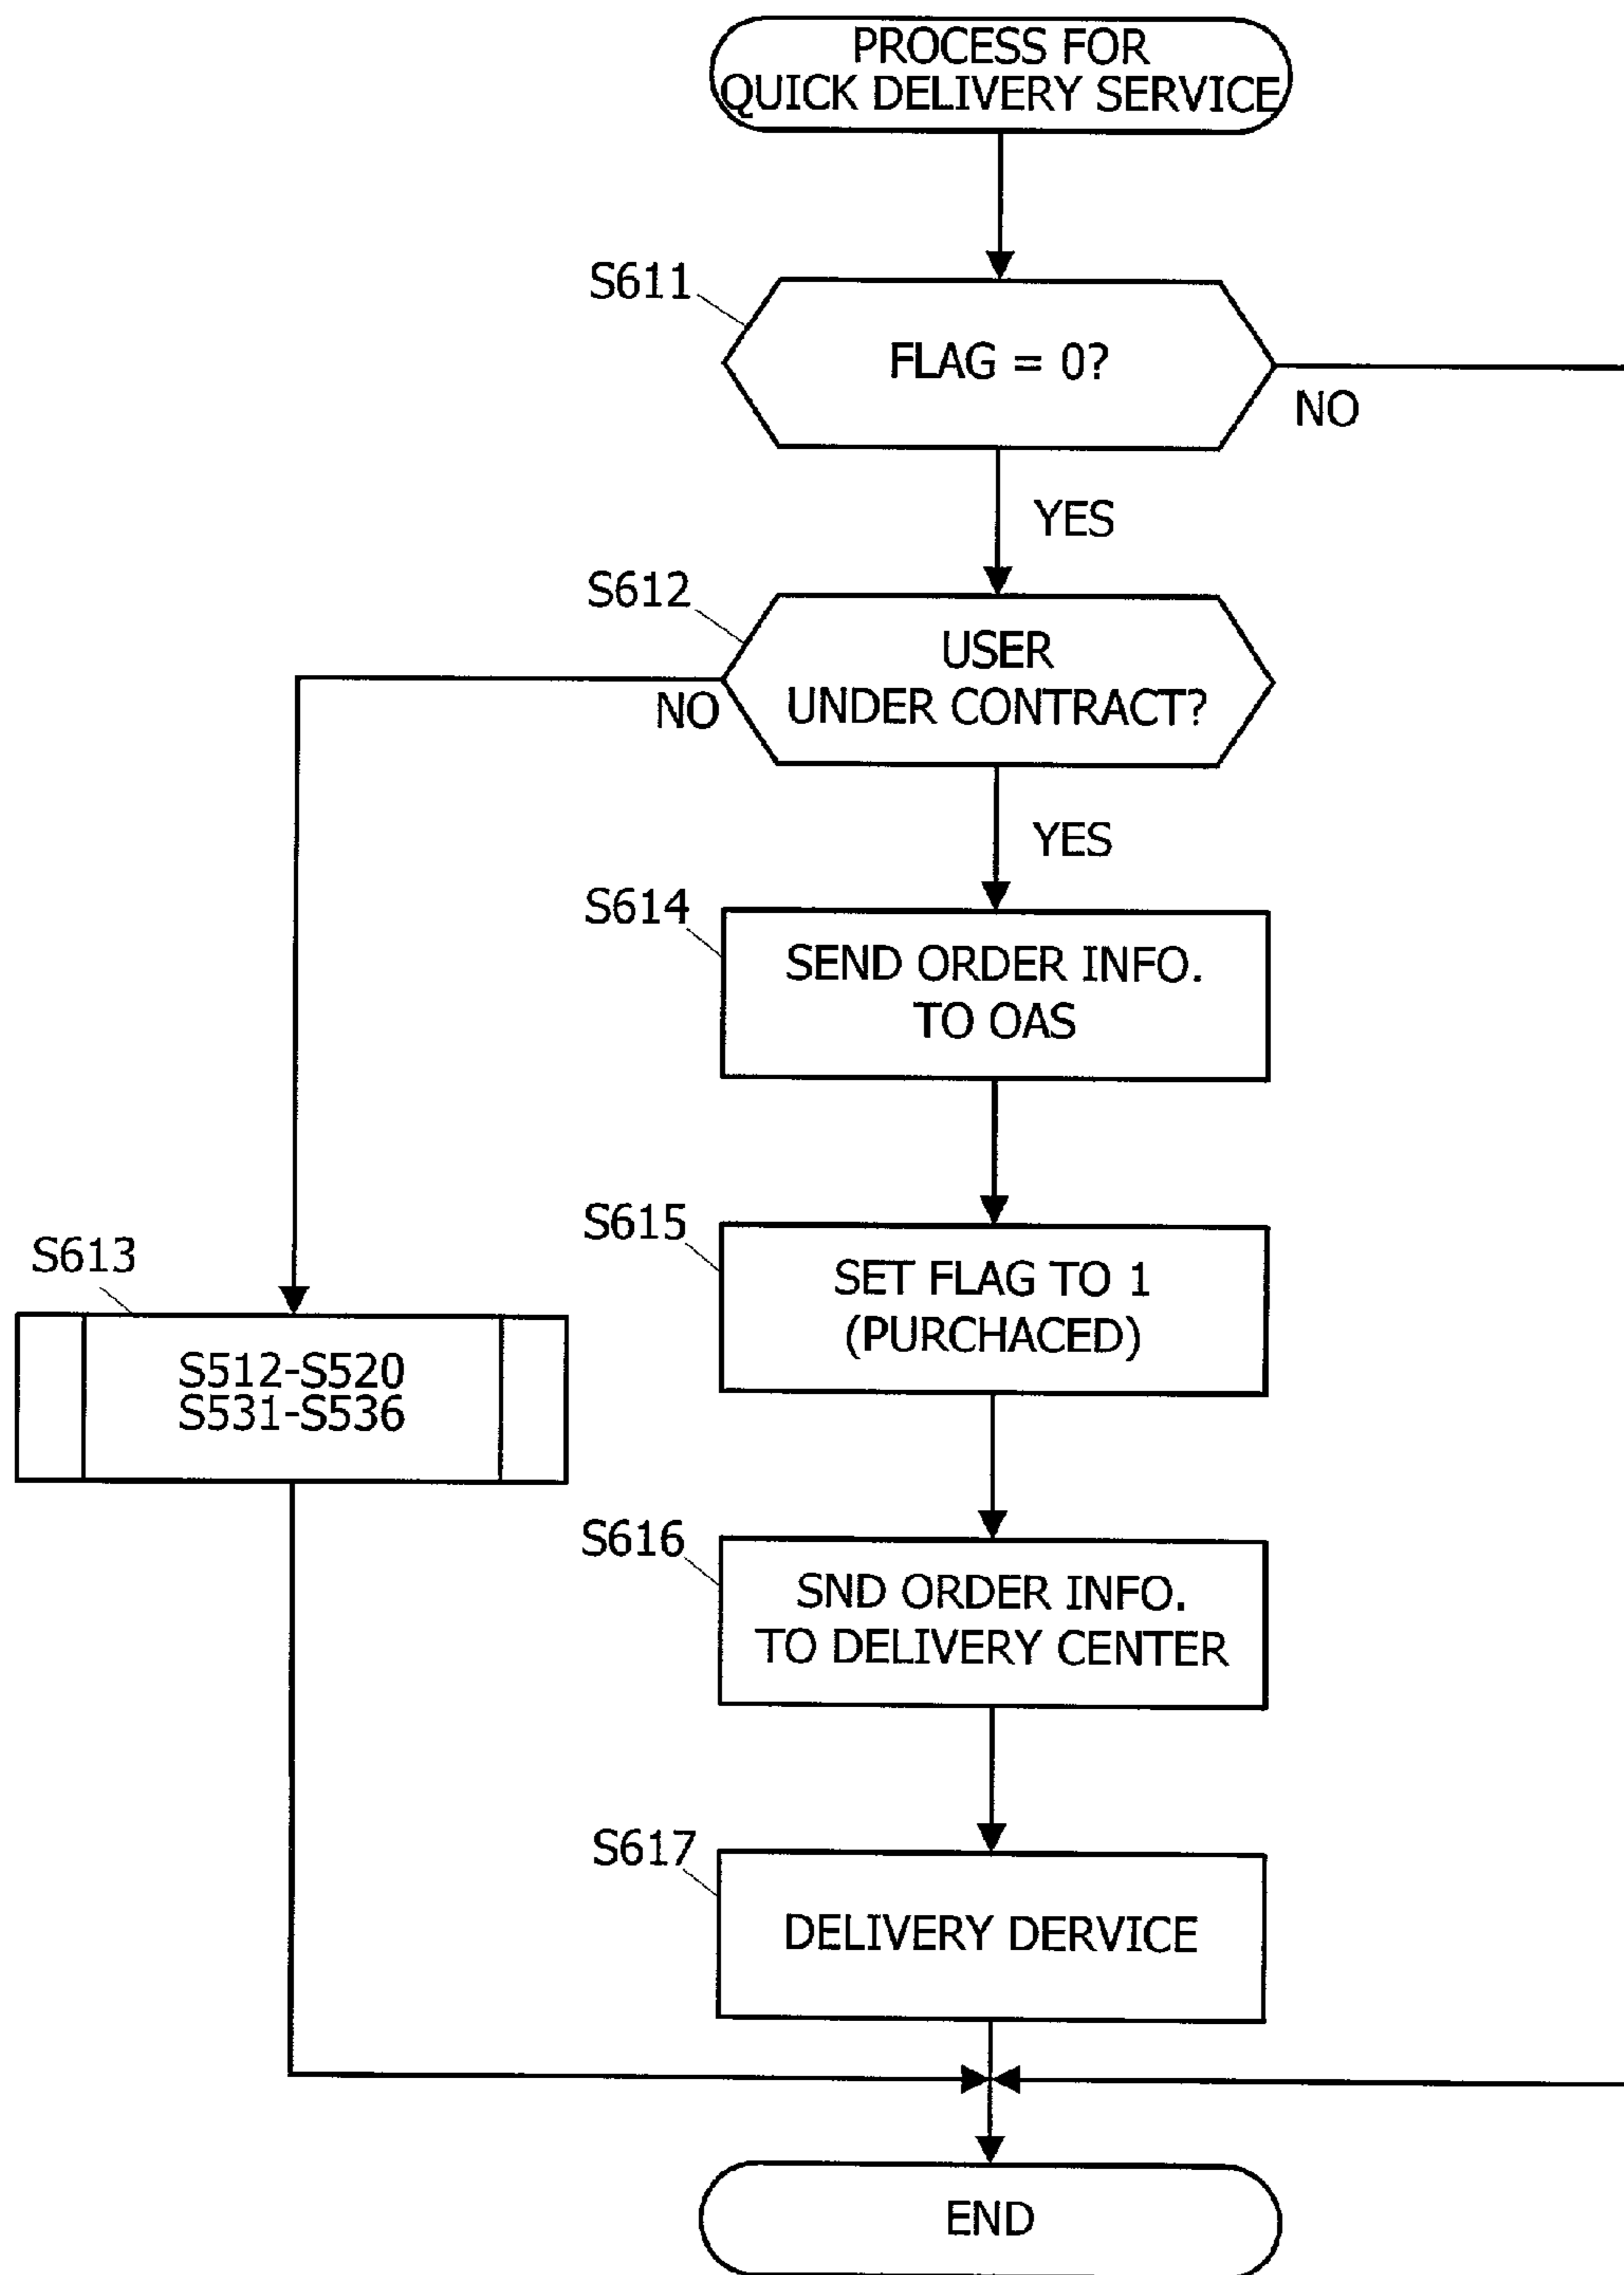 PROCESS FOR
QUICK DELIVERY SERVICE
S611
FLAG = 0?
NO
YES
S612
USER
UNDER CONTRACT?
NO
YES
S614
SEND ORDER INFO.
TO OAS
S615
SET FLAG TO 1
(PURCHACED)
S613
S512-S520
S531-S536
S616
SND ORDER INFO.
TO DELIVERY CENTER
S617
DELIVERY DERVICE
END